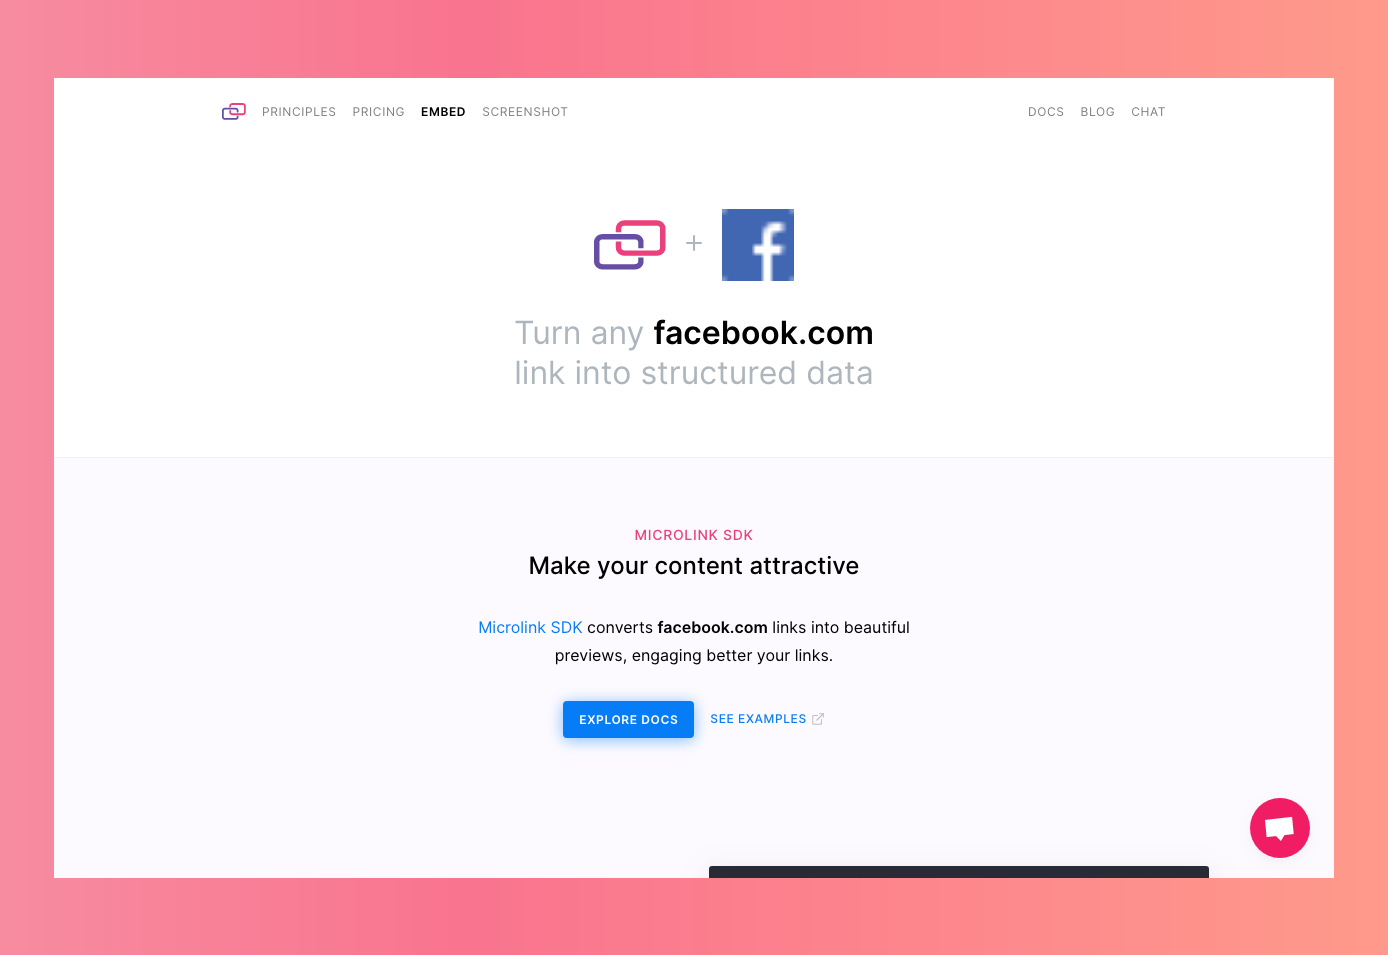 PRINCIPLES PRICING EMBED SCREENSHOT DOCS BLOG CHAT
Turn any facebook.com
link into structured data
MICROLINK SDK
Make your content attractive
Microlink SDK converts facebook.com links into beautiful
previews, engaging better your links.
EXPLORE DOCS SEE EXAMPLES